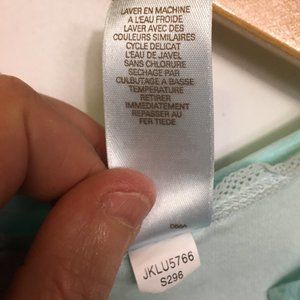 LAVER EN MACHINE
A L'EAU FROIDE
LAVER AVEC DES
COULEURS SIMILAIRES
CYCLE DELICAT
L'EAU DE JAVEL
SANS CHLORURE
SECHAGE PAR
CULBUTAGE A BASSE
TEMPERATURE
RETIRER
IMMEDIATEMENT
REPASSER AU
FER TIEDE
JKLU5766
S296